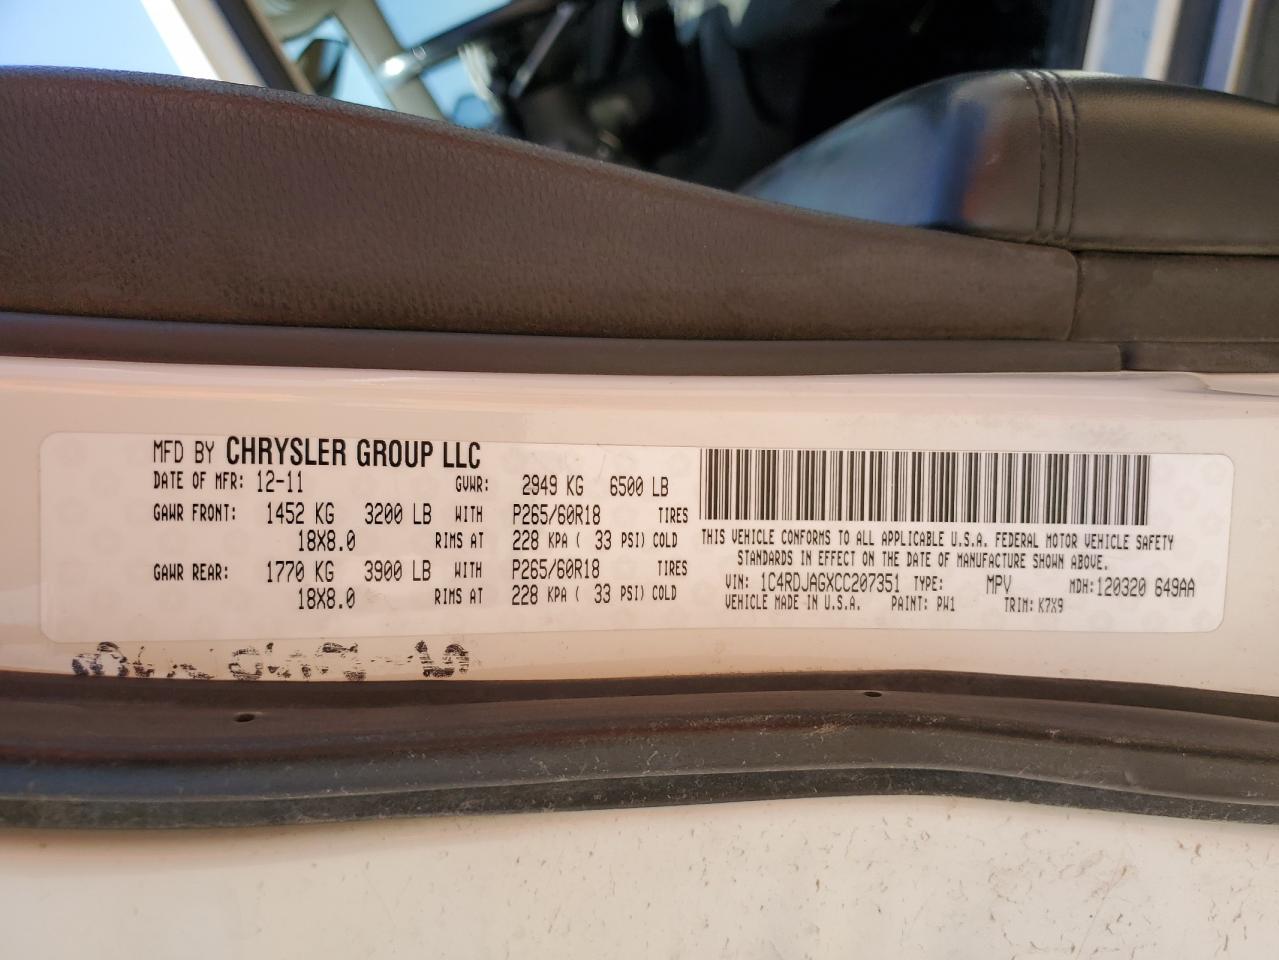 MFD BY CHRYSLER GROUP LLC
DATE OF MFR: 12-11 GVWR: 2949 KG 6500 LB
GAWR FRONT: 1452 KG 3200 LB WITH P265/60R18 TIRES
18X8.0 RIMS AT 228 KPA ( 33 PSI) COLD
GAWR REAR: 1770 KG 3900 LB WITH P265/60R18 TIRES
18X8.0 RIMS AT 228 KPA ( 33 PSI) COLD
THIS VEHICLE CONFORMS TO ALL APPLICABLE U.S.A. FEDERAL MOTOR VEHICLE SAFETY
STANDARDS IN EFFECT ON THE DATE OF MANUFACTURE SHOWN ABOVE.
VIN: 1C4RDJAGXCC207351 TYPE: MPV MDH: 120320 649AA
VEHICLE MADE IN U.S.A. PAINT: PW1 TRIM: K7X9